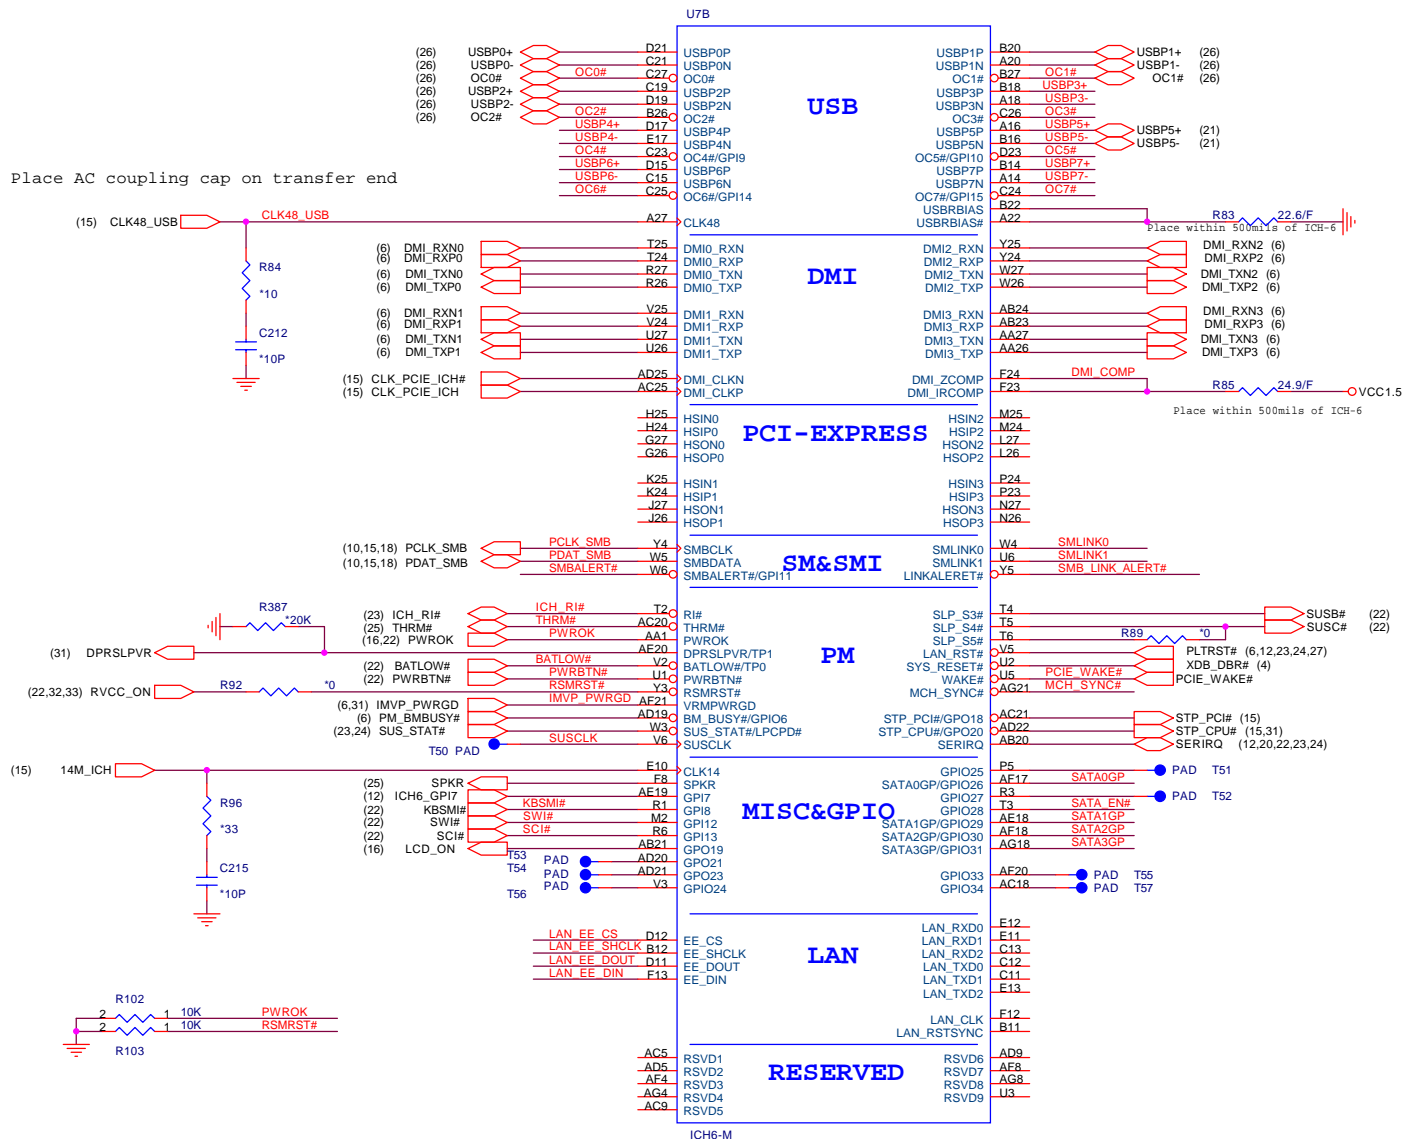 U7B
(26) USBP0+ D21 USBP0P USBP1P B20 USBP1+ (26)
(26) USBP0- C21 USBP0N USBP1N A20 USBP1- (26)
(26) OC0# OC0# C27 OC0# OC1# B27 OC1# OC1# (26)
(26) USBP2+ C19 USBP2P USBP3P B18 USBP3+
(26) USBP2- D19 USBP2N USBP3N A18 USBP3-
USB
(26) OC2# OC2# B26 OC2# OC3# C26 OC3#
USBP4+ D17 USBP4P USBP5P A16 USBP5+ USBP5+ (21)
USBP4- E17 USBP4N USBP5N B16 USBP5- USBP5- (21)
OC4# C23 OC4#/GPI9 OC5#/GPI10 D23 OC5#
USBP6+ D15 USBP6P USBP7P B14 USBP7+
USBP6- C15 USBP6N USBP7N A14 USBP7-
OC6# C25 OC6#/GPI14 OC7#/GPI15 C24 OC7#
Place AC coupling cap on transfer end
USBRBIAS B22
(15) CLK48_USB CLK48_USB A27 CLK48 USBRBIAS# A22 R83 22.6/F
Place within 500mils of ICH-6
(6) DMI_RXN0 T25 DMI0_RXN DMI2_RXN Y25 DMI_RXN2 (6)
(6) DMI_RXP0 T24 DMI0_RXP DMI2_RXP Y24 DMI_RXP2 (6)
(6) DMI_TXN0 R27 DMI0_TXN DMI2_TXN W27 DMI_TXN2 (6)
(6) DMI_TXP0 R26 DMI0_TXP DMI2_TXP W26 DMI_TXP2 (6)
DMI
R84
*10
(6) DMI_RXN1 V25 DMI1_RXN DMI3_RXN AB24 DMI_RXN3 (6)
(6) DMI_RXP1 V24 DMI1_RXP DMI3_RXP AB23 DMI_RXP3 (6)
(6) DMI_TXN1 U27 DMI1_TXN DMI3_TXN AA27 DMI_TXN3 (6)
(6) DMI_TXP1 U26 DMI1_TXP DMI3_TXP AA26 DMI_TXP3 (6)
C212
*10P
(15) CLK_PCIE_ICH# AD25 DMI_CLKN DMI_ZCOMP F24 DMI_COMP
(15) CLK_PCIE_ICH AC25 DMI_CLKP DMI_IRCOMP F23 R85 24.9/F VCC1.5
Place within 500mils of ICH-6
H25 HSIN0 HSIN2 M25
H24 HSIP0 HSIP2 M24
G27 HSON0 HSON2 L27
G26 HSOP0 HSOP2 L26
PCI-EXPRESS
K25 HSIN1 HSIN3 P24
K24 HSIP1 HSIP3 P23
J27 HSON1 HSON3 N27
J26 HSOP1 HSOP3 N26
(10,15,18) PCLK_SMB PCLK_SMB Y4 SMBCLK SMLINK0 W4 SMLINK0
(10,15,18) PDAT_SMB PDAT_SMB W5 SMBDATA SMLINK1 U6 SMLINK1
SMBALERT# W6 SMBALERT#/GPI11 LINKALERET# Y5 SMB_LINK_ALERT#
SM&SMI
R387
*20K
(23) ICH_RI# ICH_RI# T2 RI# SLP_S3# T4 SUSB# (22)
(25) THRM# THRM# AC20 THRM# SLP_S4# T5 SUSC# (22)
(16,22) PWROK PWROK AA1 PWROK SLP_S5# T6 R89 *0
(31) DPRSLPVR AE20 DPRSLPVR/TP1 LAN_RST# V5 PLTRST# (6,12,23,24,27)
(22) BATLOW# BATLOW# V2 BATLOW#/TP0 SYS_RESET# U2 XDB_DBR# (4)
(22) PWRBTN# PWRBTN# U1 PWRBTN# WAKE# U5 PCIE_WAKE# PCIE_WAKE#
PM
(22,32,33) RVCC_ON R92 *0 RSMRST# Y3 RSMRST# MCH_SYNC# AG21 MCH_SYNC#
(6,31) IMVP_PWRGD IMVP_PWRGD AF21 VRMPWRGD
(6) PM_BMBUSY# AD19 BM_BUSY#/GPIO6 STP_PCI#/GPO18 AC21 STP_PCI# (15)
(23,24) SUS_STAT# W3 SUS_STAT#/LPCPD# STP_CPU#/GPO20 AD22 STP_CPU# (15,31)
T50 PAD SUSCLK V6 SUSCLK SERIRQ AB20 SERIRQ (12,20,22,23,24)
(15) 14M_ICH E10 CLK14 GPIO25 P5 PAD T51
(25) SPKR F8 SPKR SATA0GP/GPIO26 AF17 SATA0GP
(12) ICH6_GPI7 AE19 GPI7 GPIO27 R3 PAD T52
(22) KBSMI# KBSMI# R1 GPI8 GPIO28 T3 SATA_EN#
(22) SWI# SWI# M2 GPI12 SATA1GP/GPIO29 AE18 SATA1GP
(22) SCI# SCI# R6 GPI13 SATA2GP/GPIO30 AF18 SATA2GP
(16) LCD_ON AB21 GPO19 SATA3GP/GPIO31 AG18 SATA3GP
MISC&GPIO
R96
*33
T53 PAD AD20 GPO21
T54 PAD AD21 GPO23 GPIO33 AF20 PAD T55
T56 PAD V3 GPIO24 GPIO34 AC18 PAD T57
C215
*10P
LAN_RXD0 E12
LAN_EE_CS D12 EE_CS LAN_RXD1 E11
LAN_EE_SHCLK B12 EE_SHCLK LAN_RXD2 C13
LAN_EE_DOUT D11 EE_DOUT LAN_TXD0 C12
LAN_EE_DIN F13 EE_DIN LAN_TXD1 C11
LAN_TXD2 E13
LAN
LAN_CLK F12
LAN_RSTSYNC B11
R102
2 1 10K PWROK
2 1 10K RSMRST#
R103
AC5 RSVD1 RSVD6 AD9
AD5 RSVD2 RSVD7 AF8
AF4 RSVD3 RSVD8 AG8
AG4 RSVD4 RSVD9 U3
AC9 RSVD5
RESERVED
ICH6-M